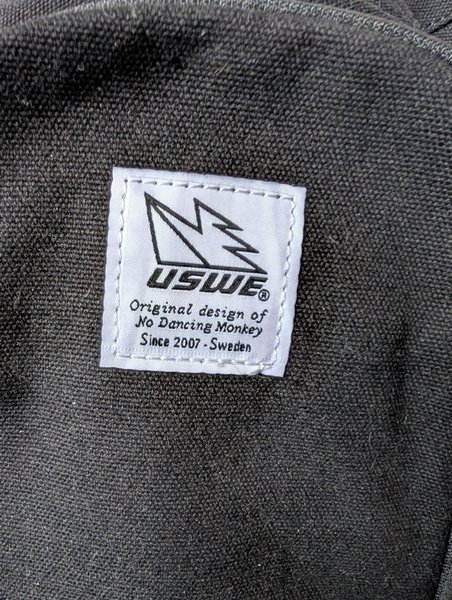 USWE®
Original design of
No Dancing Monkey
Since 2007 - Sweden